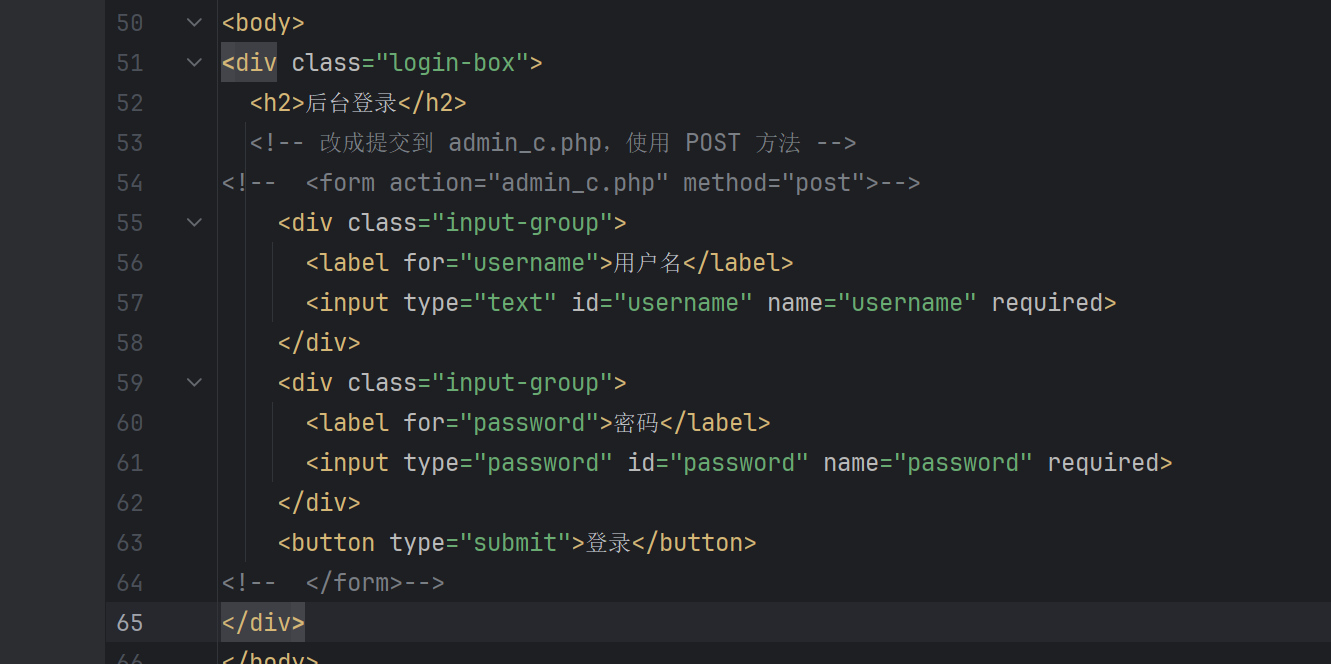 50 <body>
51 <div class="login-box">
52 <h2>后台登录</h2>
53 <!-- 改成提交到 admin_c.php，使用 POST 方法 -->
54 <!--  <form action="admin_c.php" method="post">-->
55 <div class="input-group">
56 <label for="username">用户名</label>
57 <input type="text" id="username" name="username" required>
58 </div>
59 <div class="input-group">
60 <label for="password">密码</label>
61 <input type="password" id="password" name="password" required>
62 </div>
63 <button type="submit">登录</button>
64 <!--  </form>-->
65 </div>
66 </body>